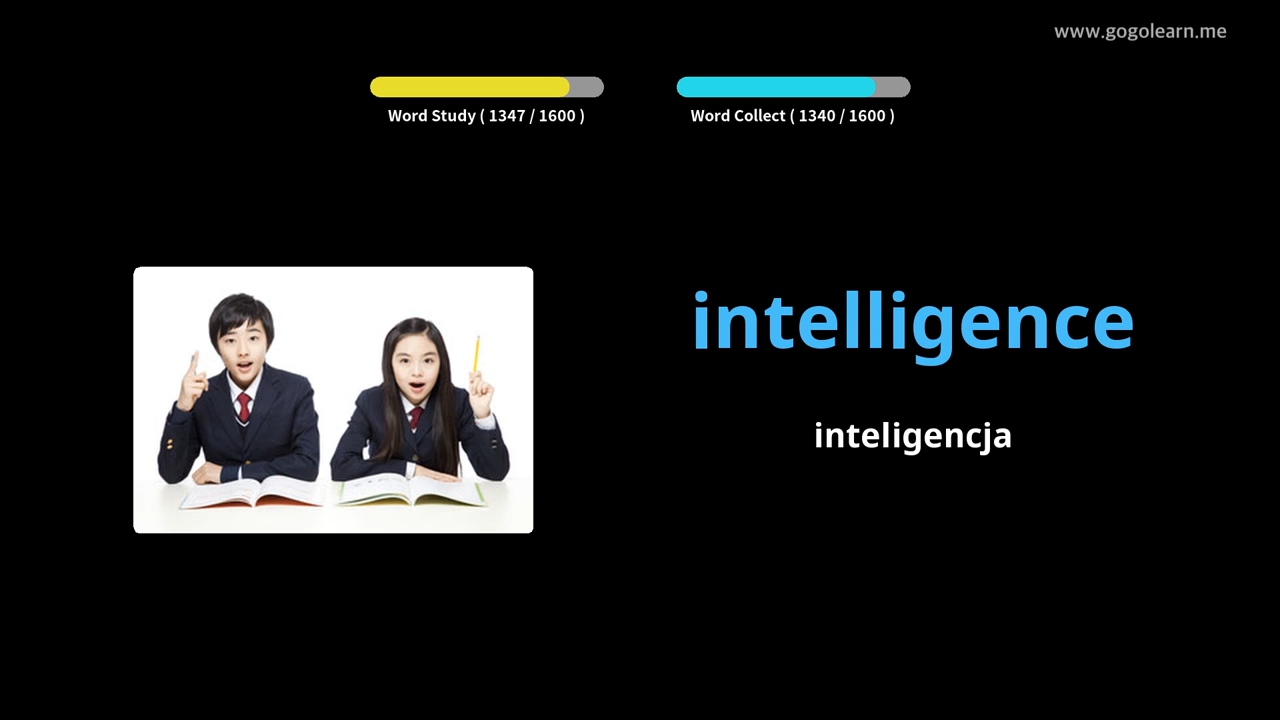 www.gogolearn.me
Word Study ( 1347 / 1600 )
Word Collect ( 1340 / 1600 )
intelligence
inteligencja